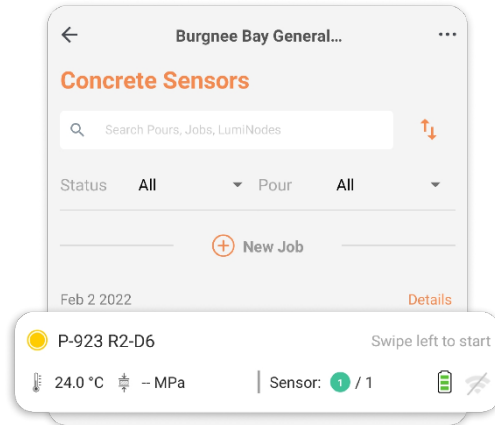 Burgnee Bay General...
Concrete Sensors
Search Pours, Jobs, LumiNodes
Status All Pour All
New Job
Feb 2 2022 Details
P-923 R2-D6 Swipe left to start
24.0 °C -- MPa Sensor: 1 / 1